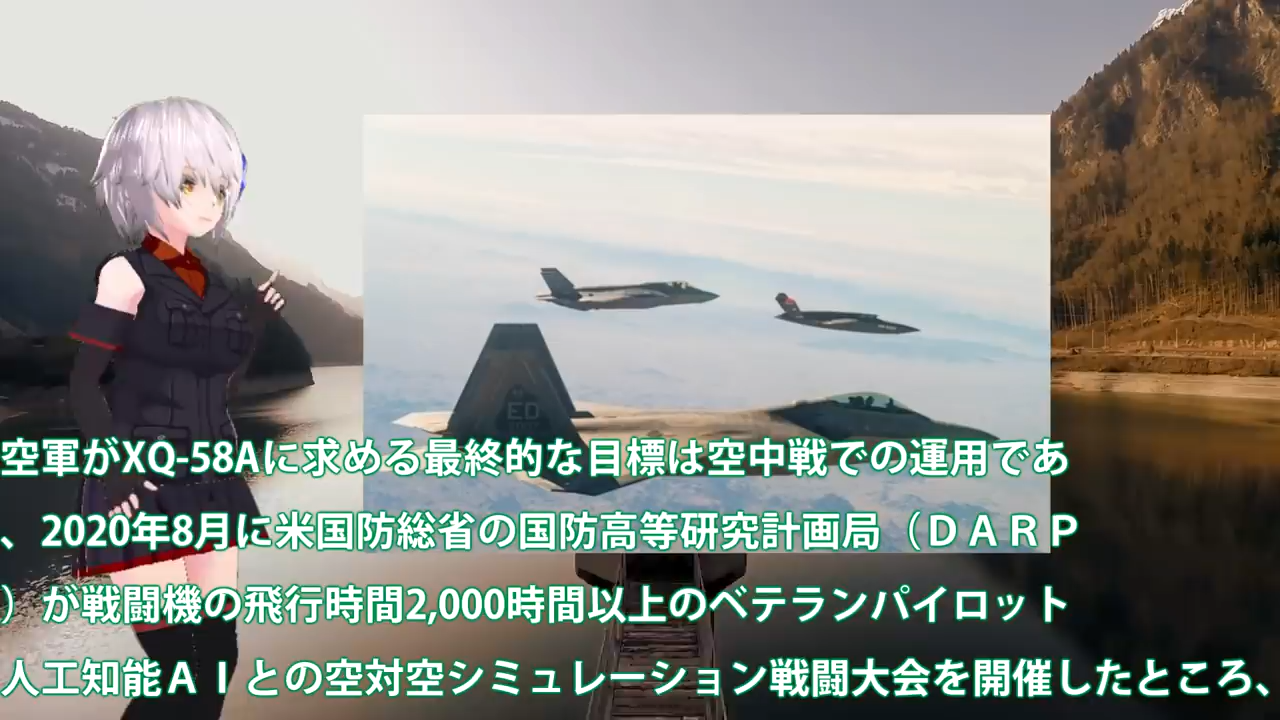 ED
空軍がXQ-58Aに求める最終的な目標は空中戦での運用であ
、2020年8月に米国防総省の国防高等研究計画局（ＤＡＲＰ
）が戦闘機の飛行時間2,000時間以上のベテランパイロット
人工知能ＡＩとの空対空シミュレーション戦闘大会を開催したところ、